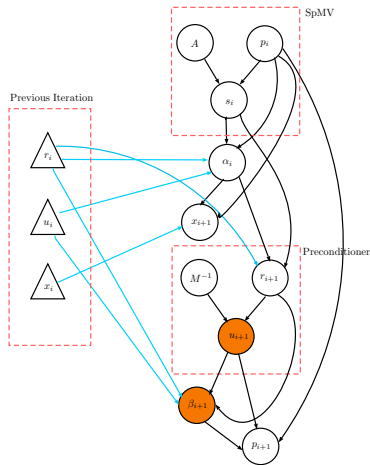 SpMV
A
p_i
s_i
Previous Iteration
r_i
α_i
u_i
x_{i+1}
x_i
Preconditioner
M^{-1}
r_{i+1}
u_{i+1}
β_{i+1}
p_{i+1}